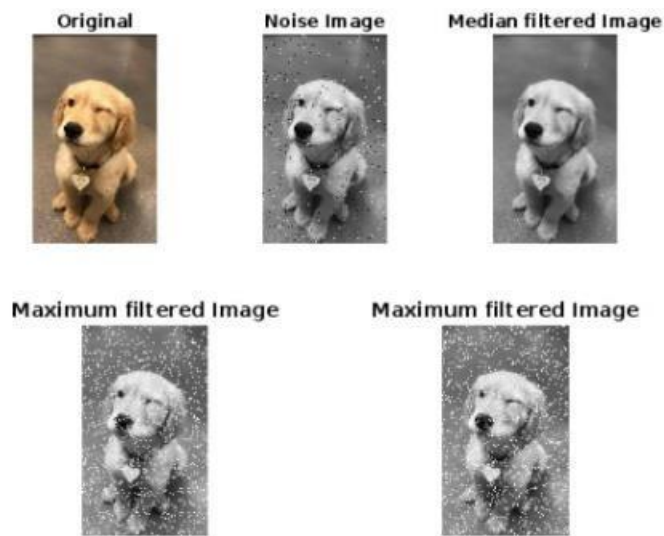 Original
Noise Image
Median filtered Image
Maximum filtered Image
Maximum filtered Image